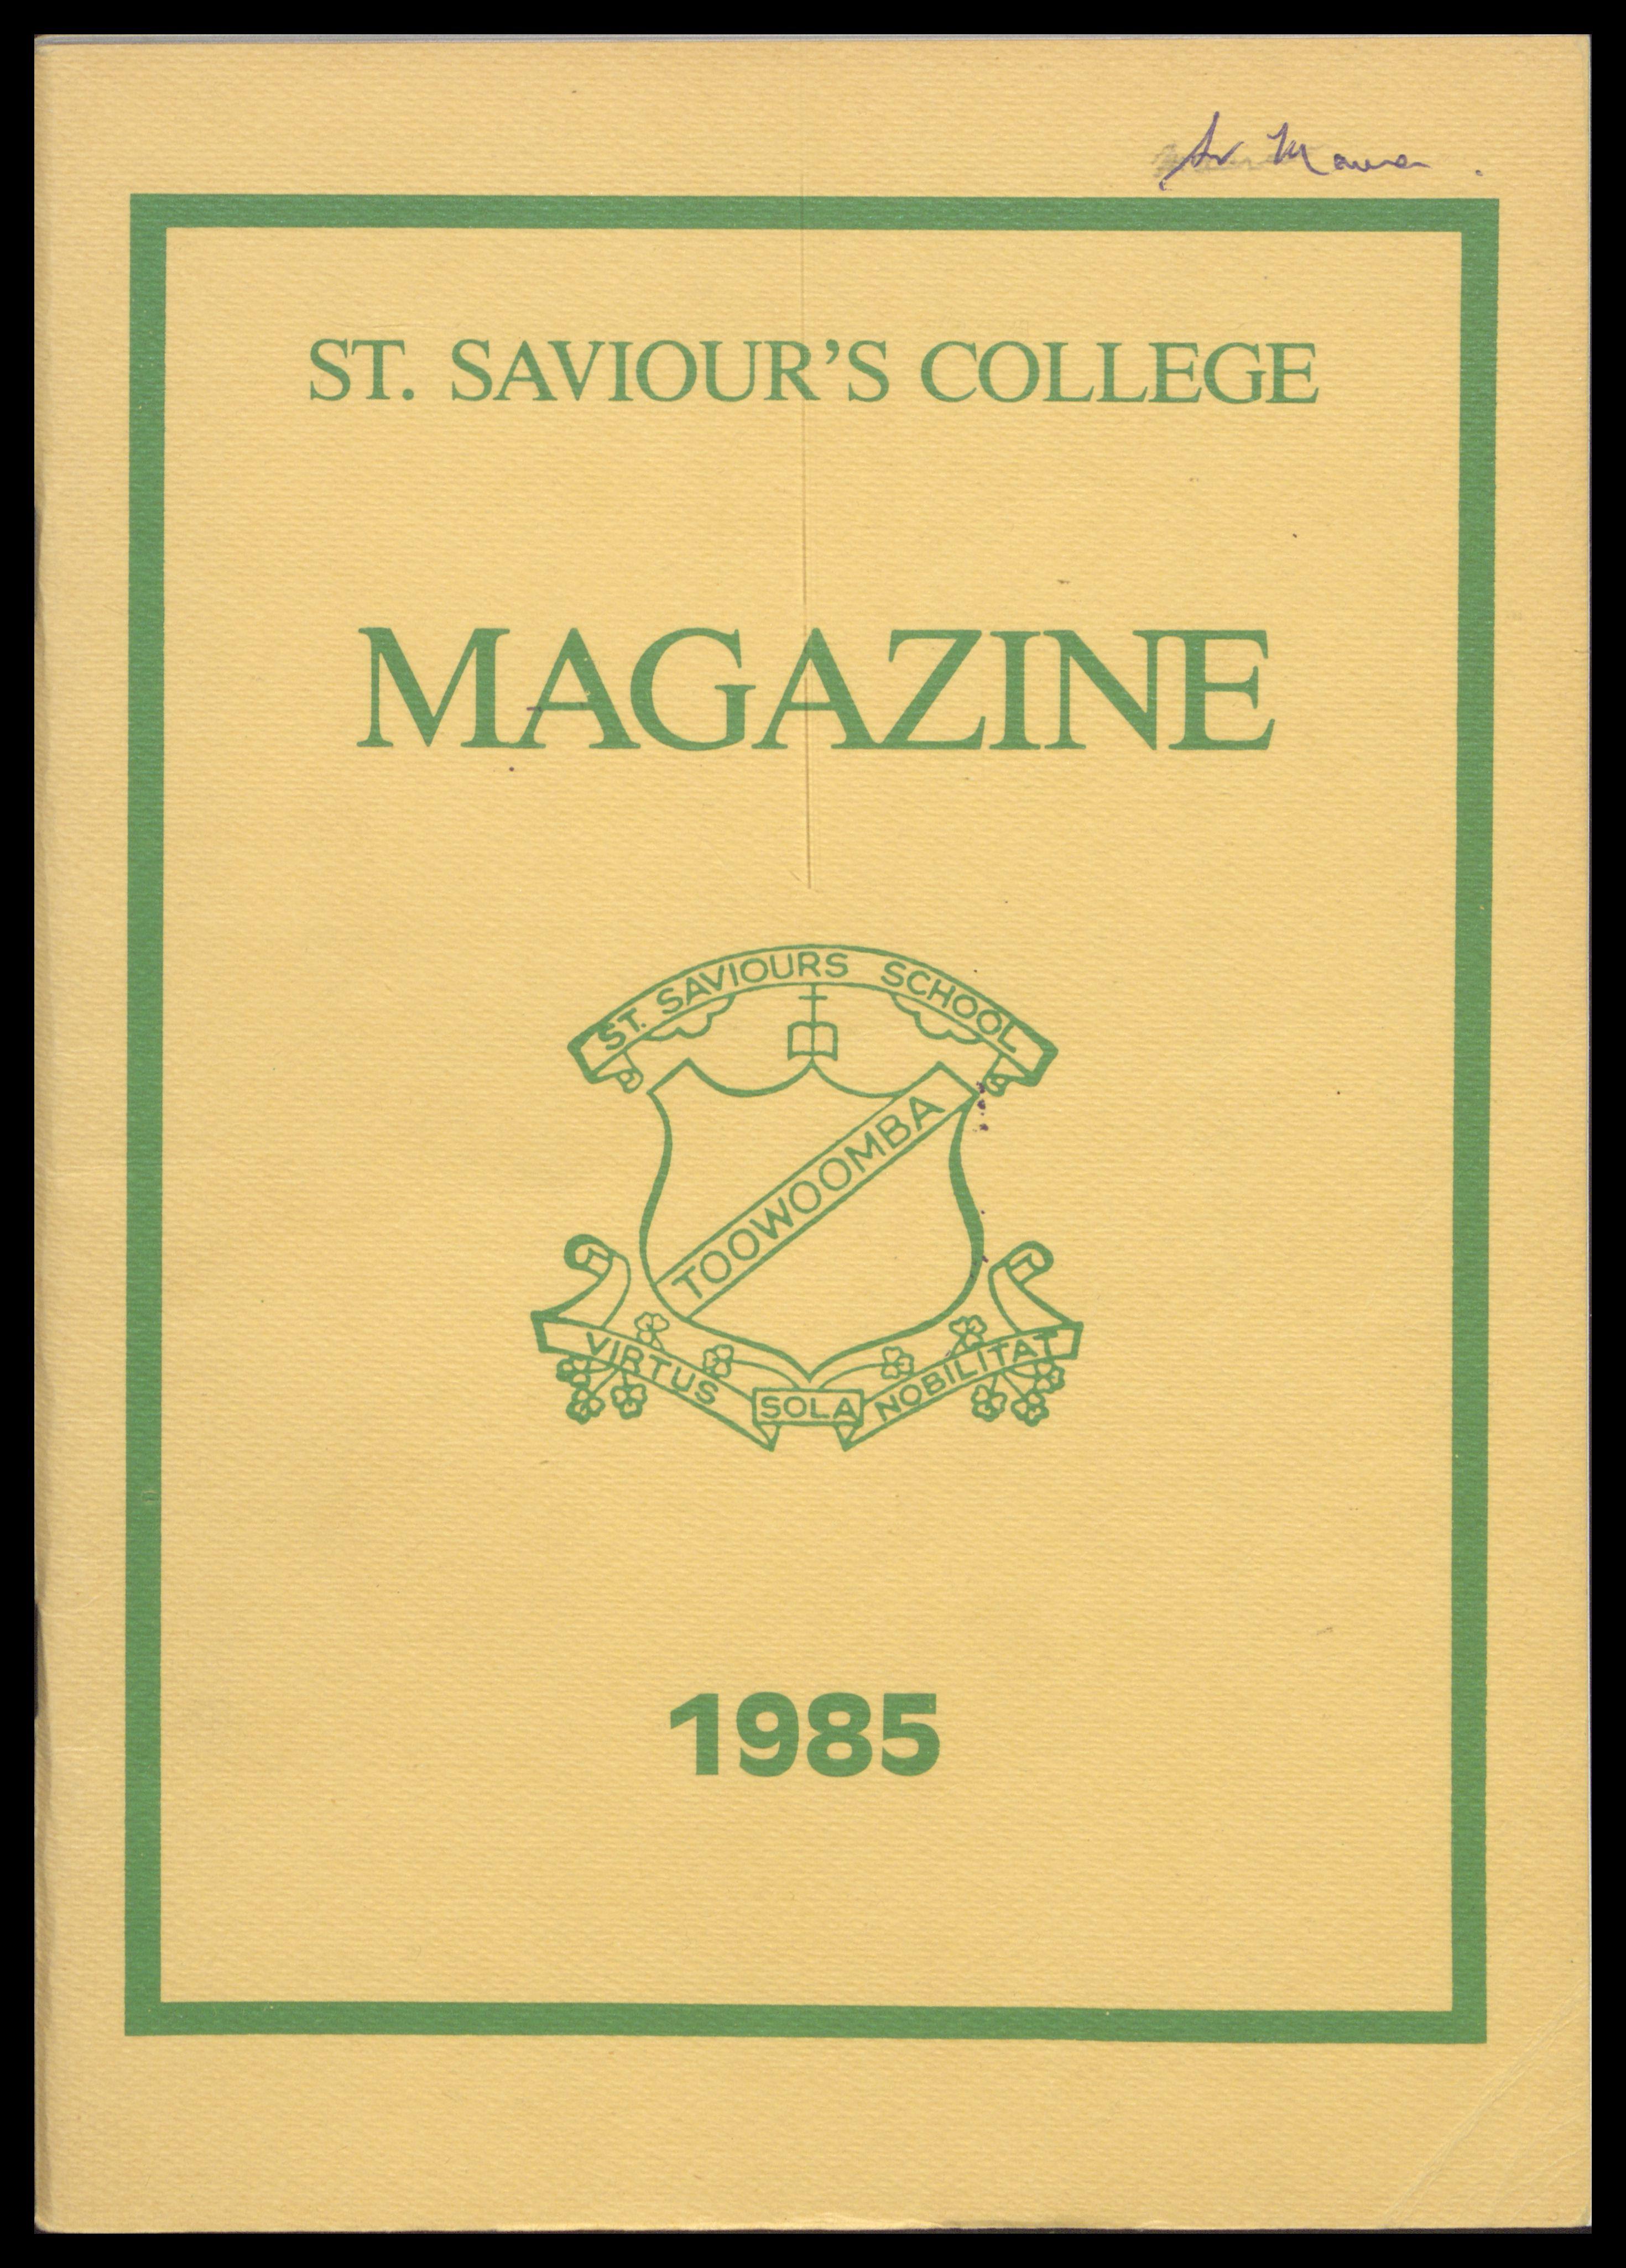 ST. SAVIOUR'S COLLEGE
MAGAZINE
ST. SAVIOURS SCHOOL
TOOWOOMBA
VIRTUS SOLA NOBILITAT
1985